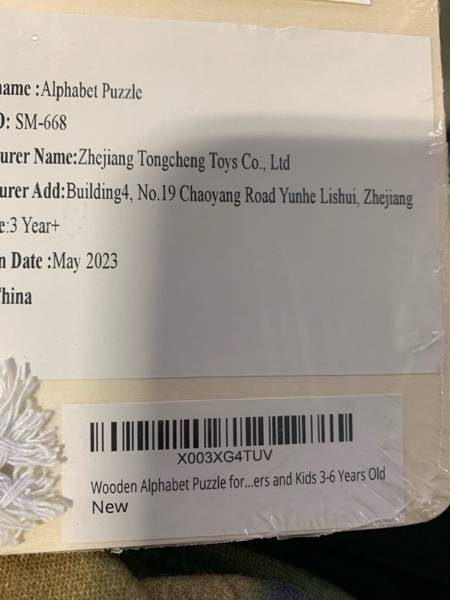 ame :Alphabet Puzzle
D: SM-668
urer Name:Zhejiang Tongcheng Toys Co., Ltd
urer Add:Building4, No.19 Chaoyang Road Yunhe Lishui, Zhejiang
e:3 Year+
n Date :May 2023
China
X003XG4TUV
Wooden Alphabet Puzzle for...ers and Kids 3-6 Years Old
New